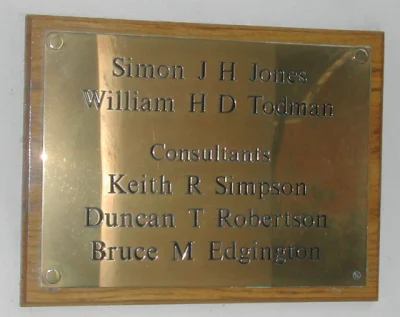 Simon J H Jones
William H D Todman
Consultants
Keith R Simpson
Duncan T Robertson
Bruce M Edgington